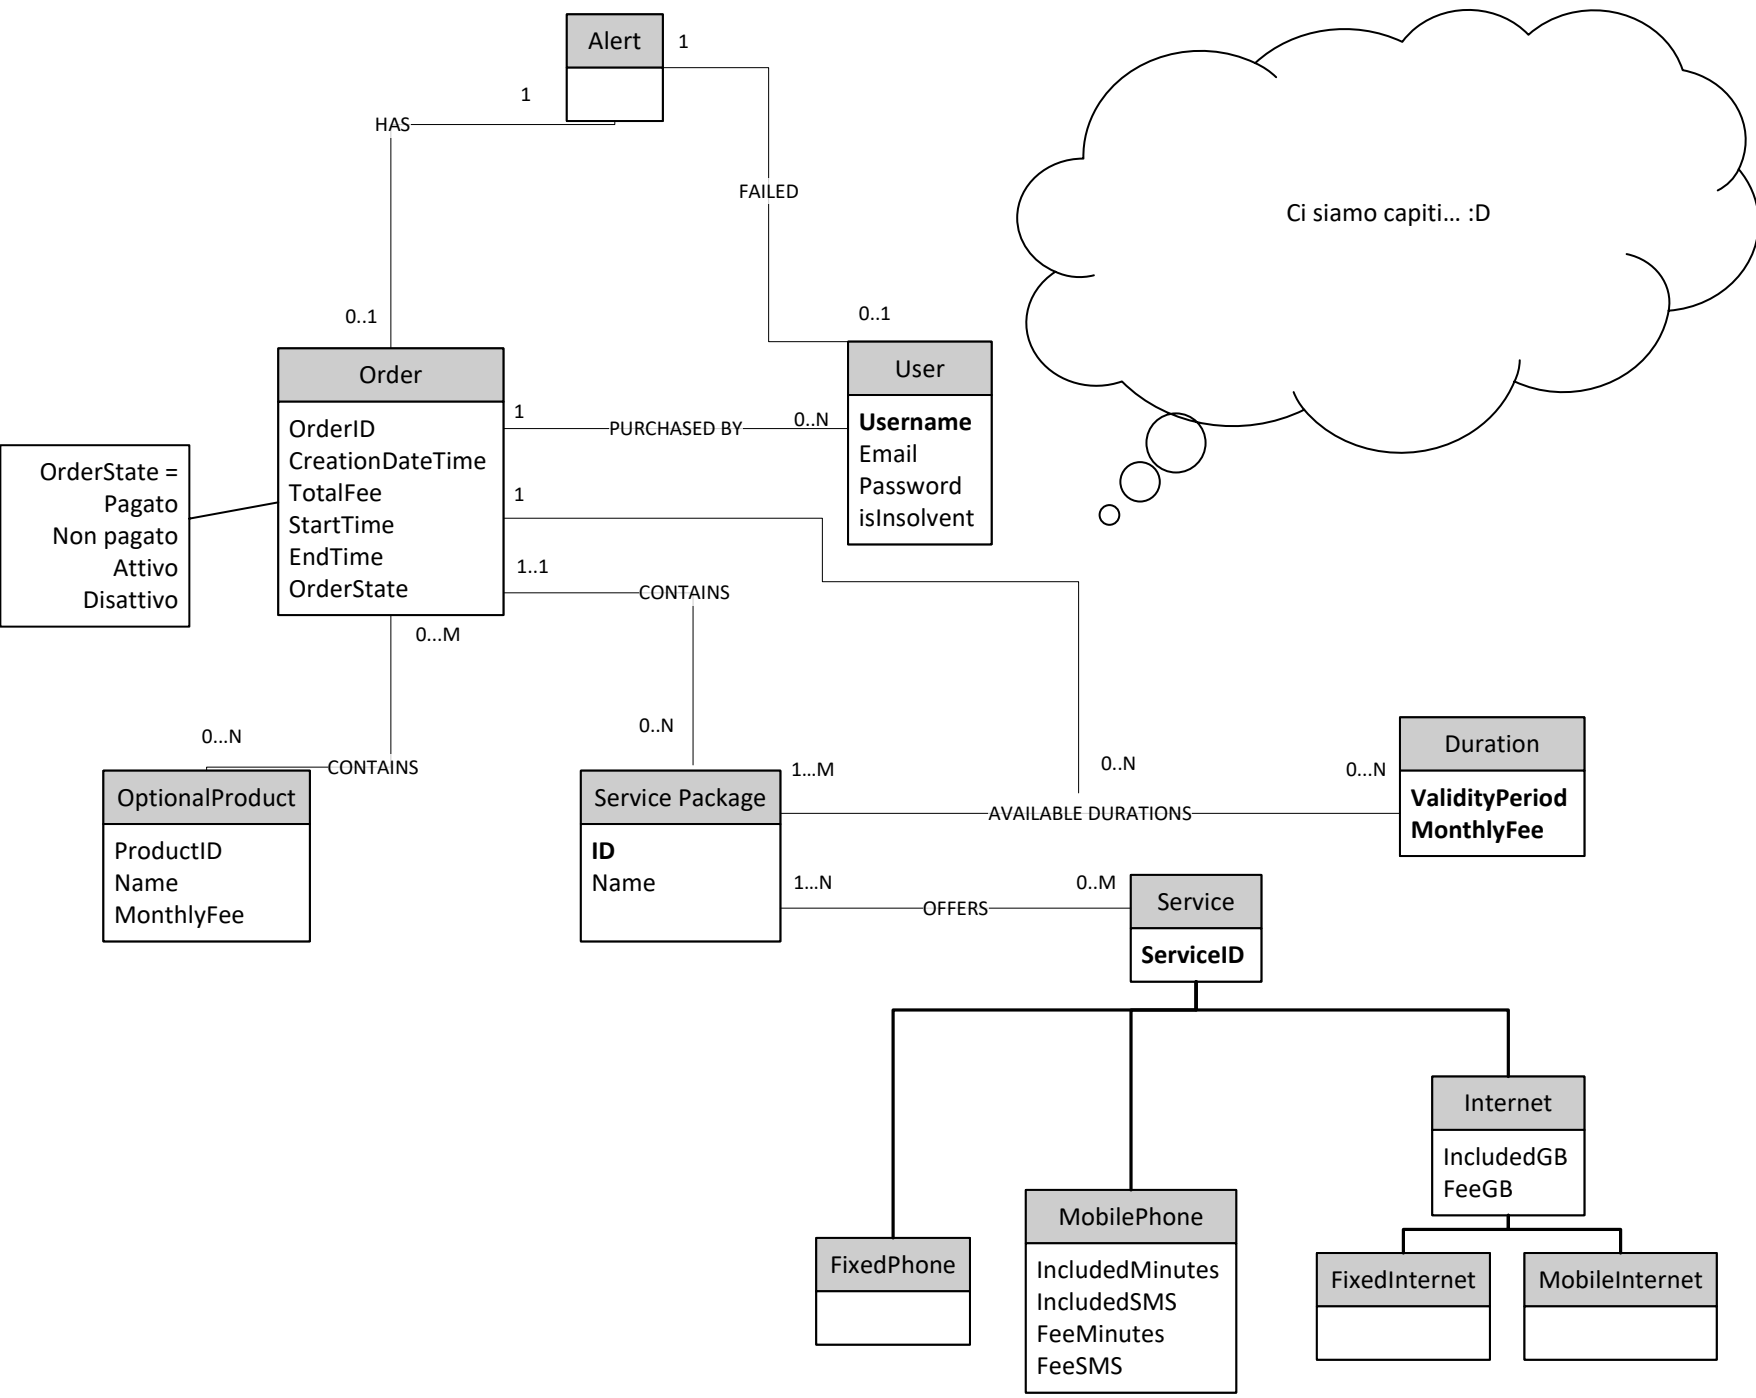 Alert
1
1
HAS
FAILED
Ci siamo capiti... :D
0..1
0..1
Order
OrderID
CreationDateTime
TotalFee
StartTime
EndTime
OrderState
User
Username
Email
Password
isInsolvent
1
PURCHASED BY
0..N
OrderState =
Pagato
Non pagato
Attivo
Disattivo
1
1..1
CONTAINS
0...M
0...N
CONTAINS
0..N
OptionalProduct
ProductID
Name
MonthlyFee
Service Package
ID
Name
1...M
0..N
0...N
AVAILABLE DURATIONS
Duration
ValidityPeriod
MonthlyFee
1...N
0..M
OFFERS
Service
ServiceID
Internet
IncludedGB
FeeGB
FixedPhone
MobilePhone
IncludedMinutes
IncludedSMS
FeeMinutes
FeeSMS
FixedInternet
MobileInternet